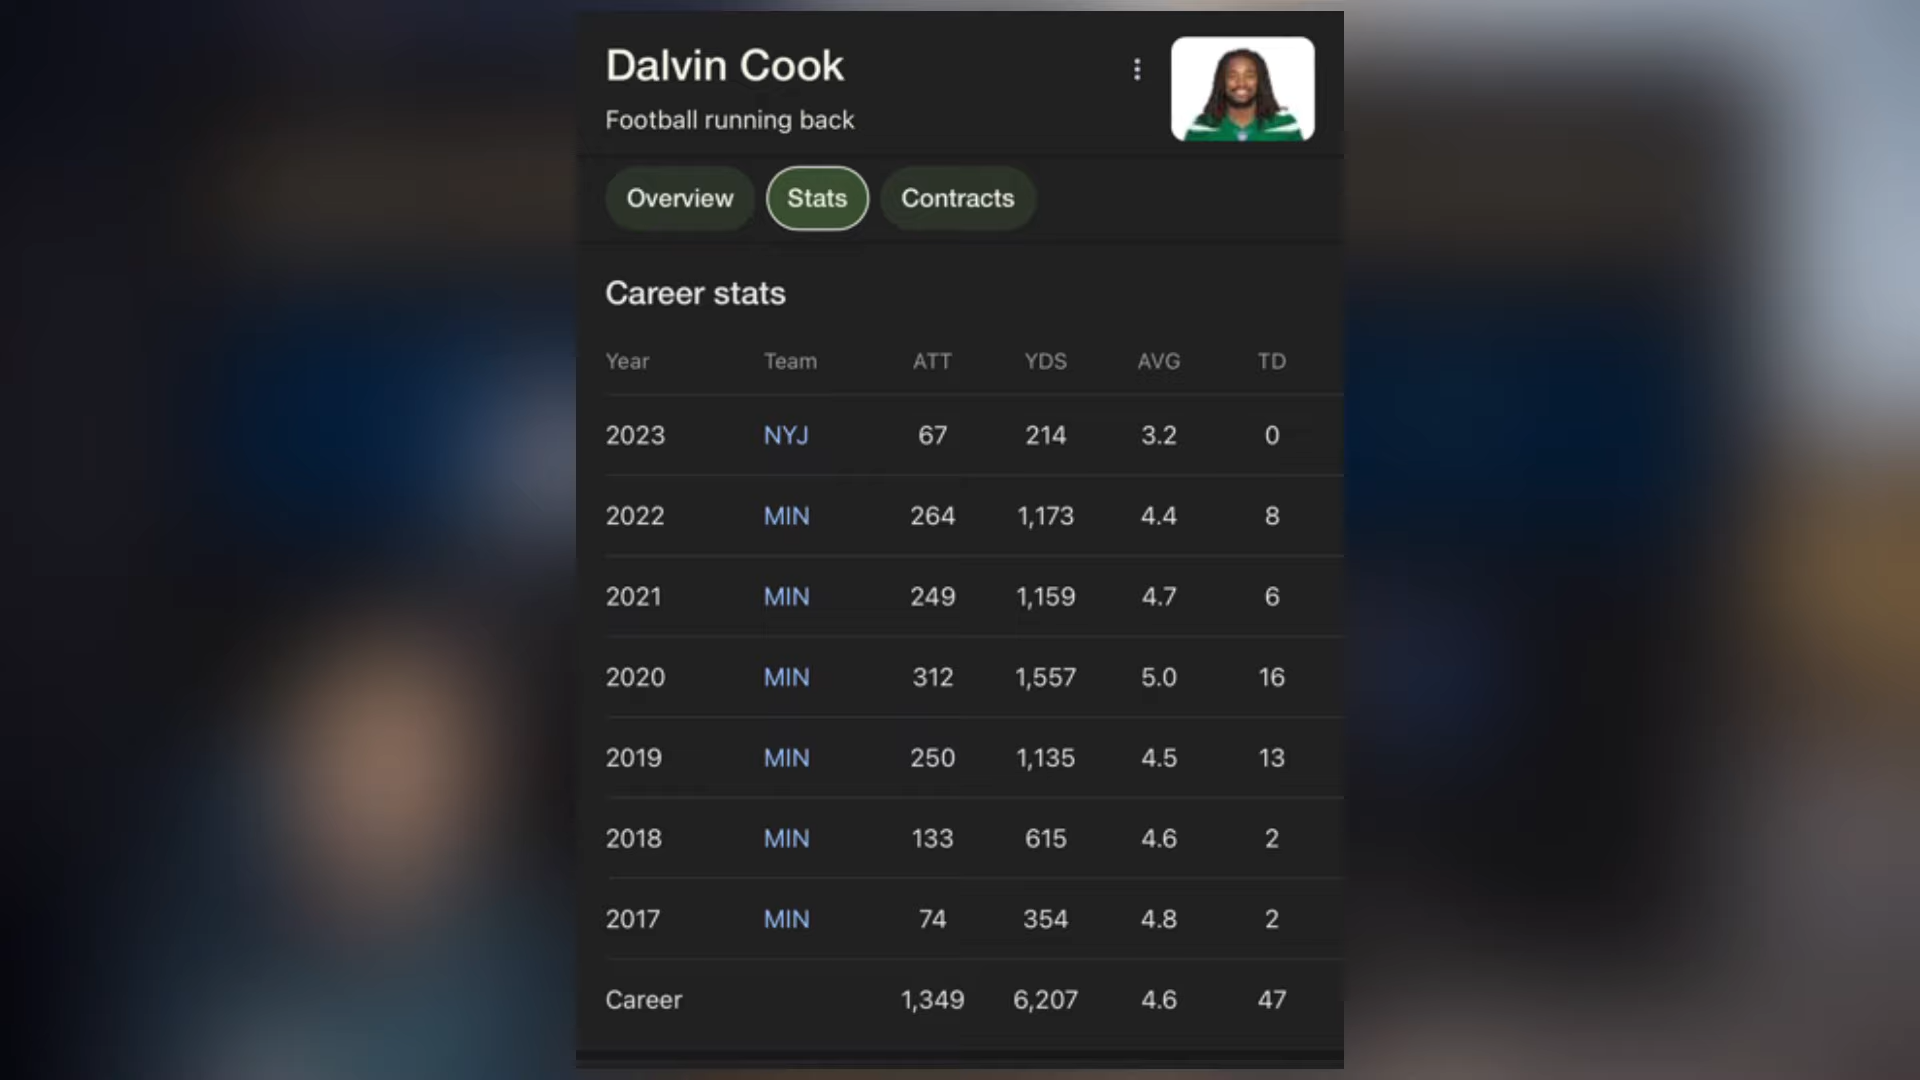 Dalvin Cook
Football running back
Overview Stats Contracts
Career stats
Year Team ATT YDS AVG TD
2023 NYJ 67 214 3.2 0
2022 MIN 264 1,173 4.4 8
2021 MIN 249 1,159 4.7 6
2020 MIN 312 1,557 5.0 16
2019 MIN 250 1,135 4.5 13
2018 MIN 133 615 4.6 2
2017 MIN 74 354 4.8 2
Career 1,349 6,207 4.6 47